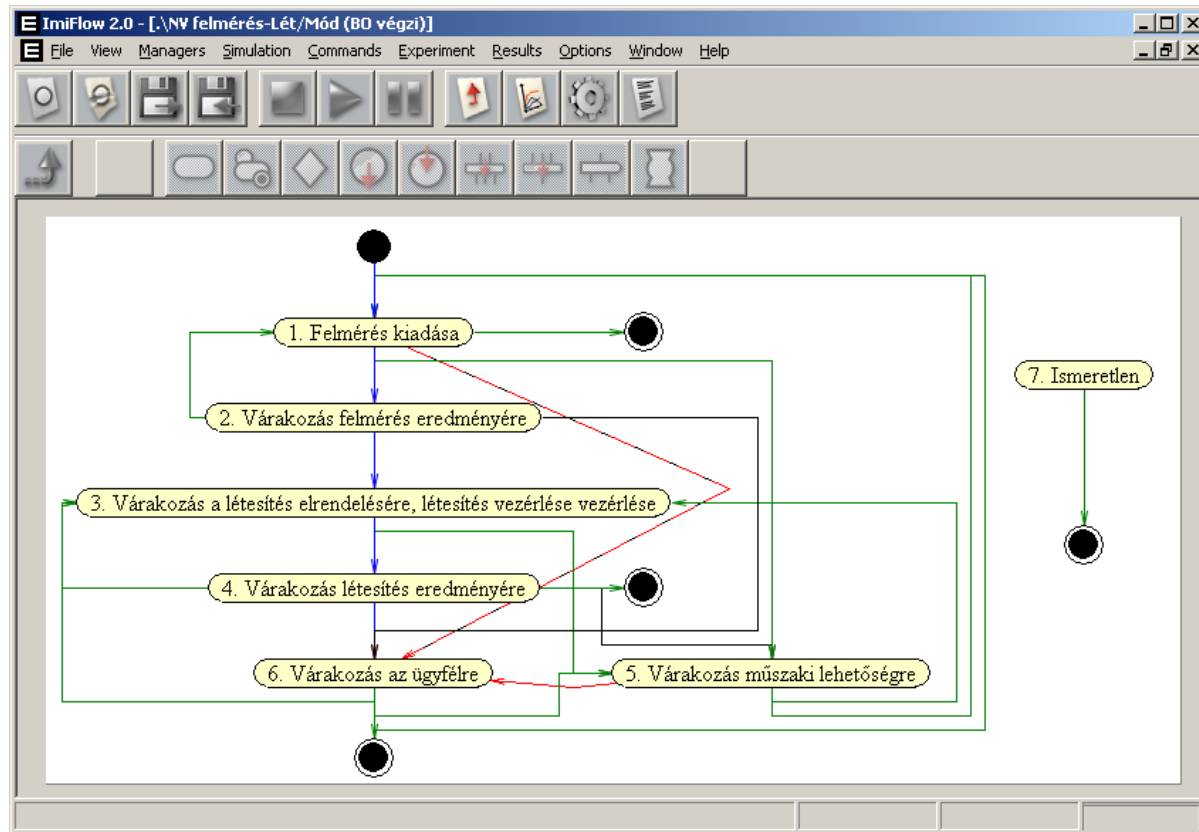 ImiFlow 2.0 - [.\NV felmérés-Lét/Mód (BO végzi)]
File View Managers Simulation Commands Experiment Results Options Window Help
1. Felmérés kiadása
7. Ismeretlen
2. Várakozás felmérés eredményére
3. Várakozás a létesítés elrendelésére, létesítés vezérlése vezérlése
4. Várakozás létesítés eredményére
6. Várakozás az ügyfélre
5. Várakozás műszaki lehetőségre